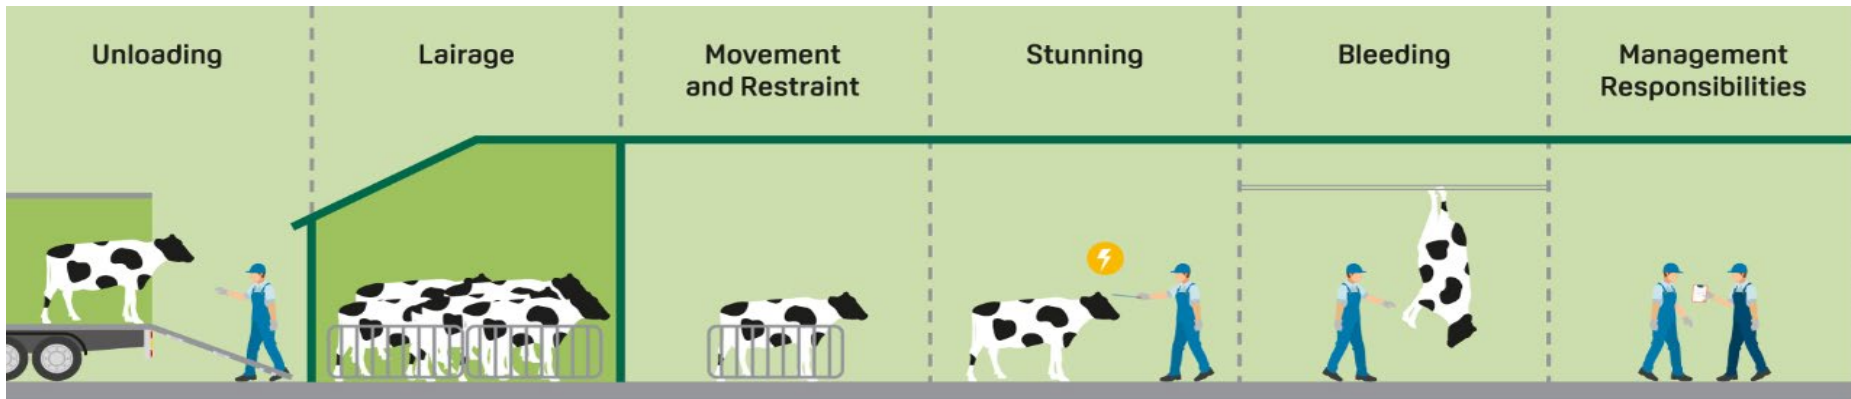 Unloading
Lairage
Movement
and Restraint
Stunning
Bleeding
Management
Responsibilities